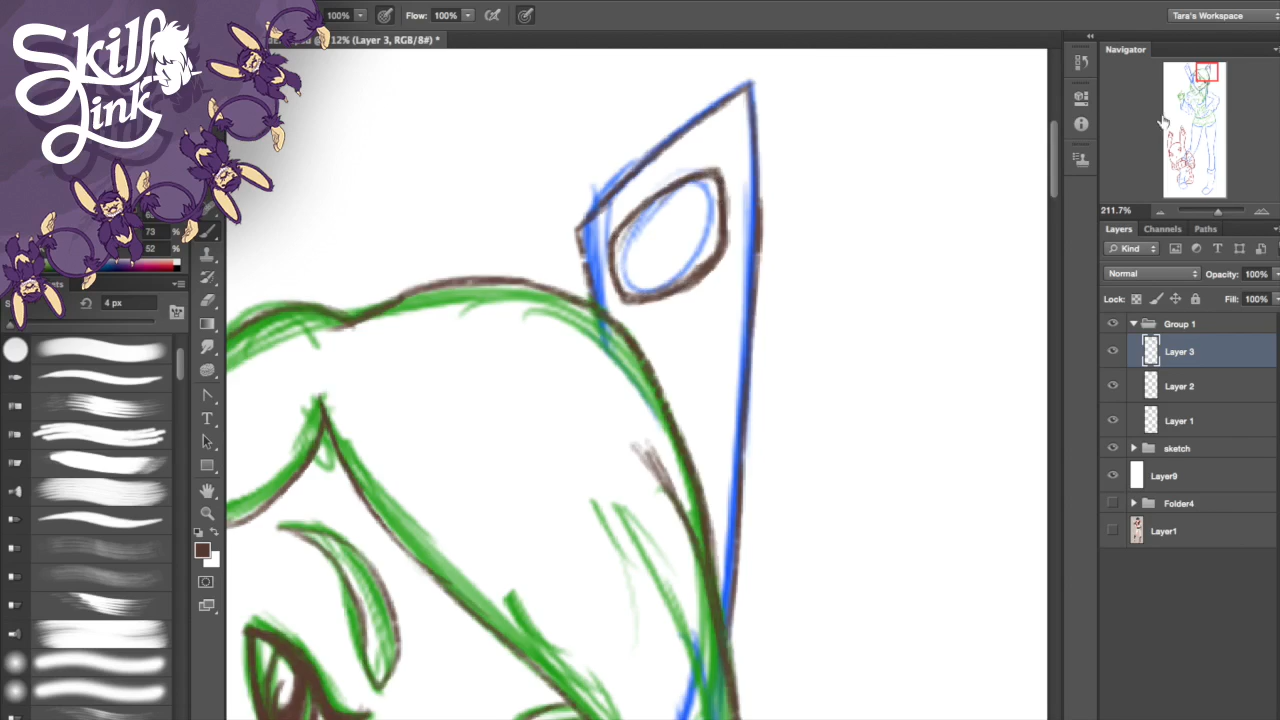 Skill
Link
100%
Flow: 100%
Tara's Workspace
12% (Layer 3, RGB/8#) *
Navigator
211.7%
Layers Channels Paths
Kind
Normal Opacity: 100%
Lock: Fill: 100%
Group 1
Layer 3
Layer 2
Layer 1
sketch
Layer9
Folder4
Layer1
73 %
52 %
4 px
T